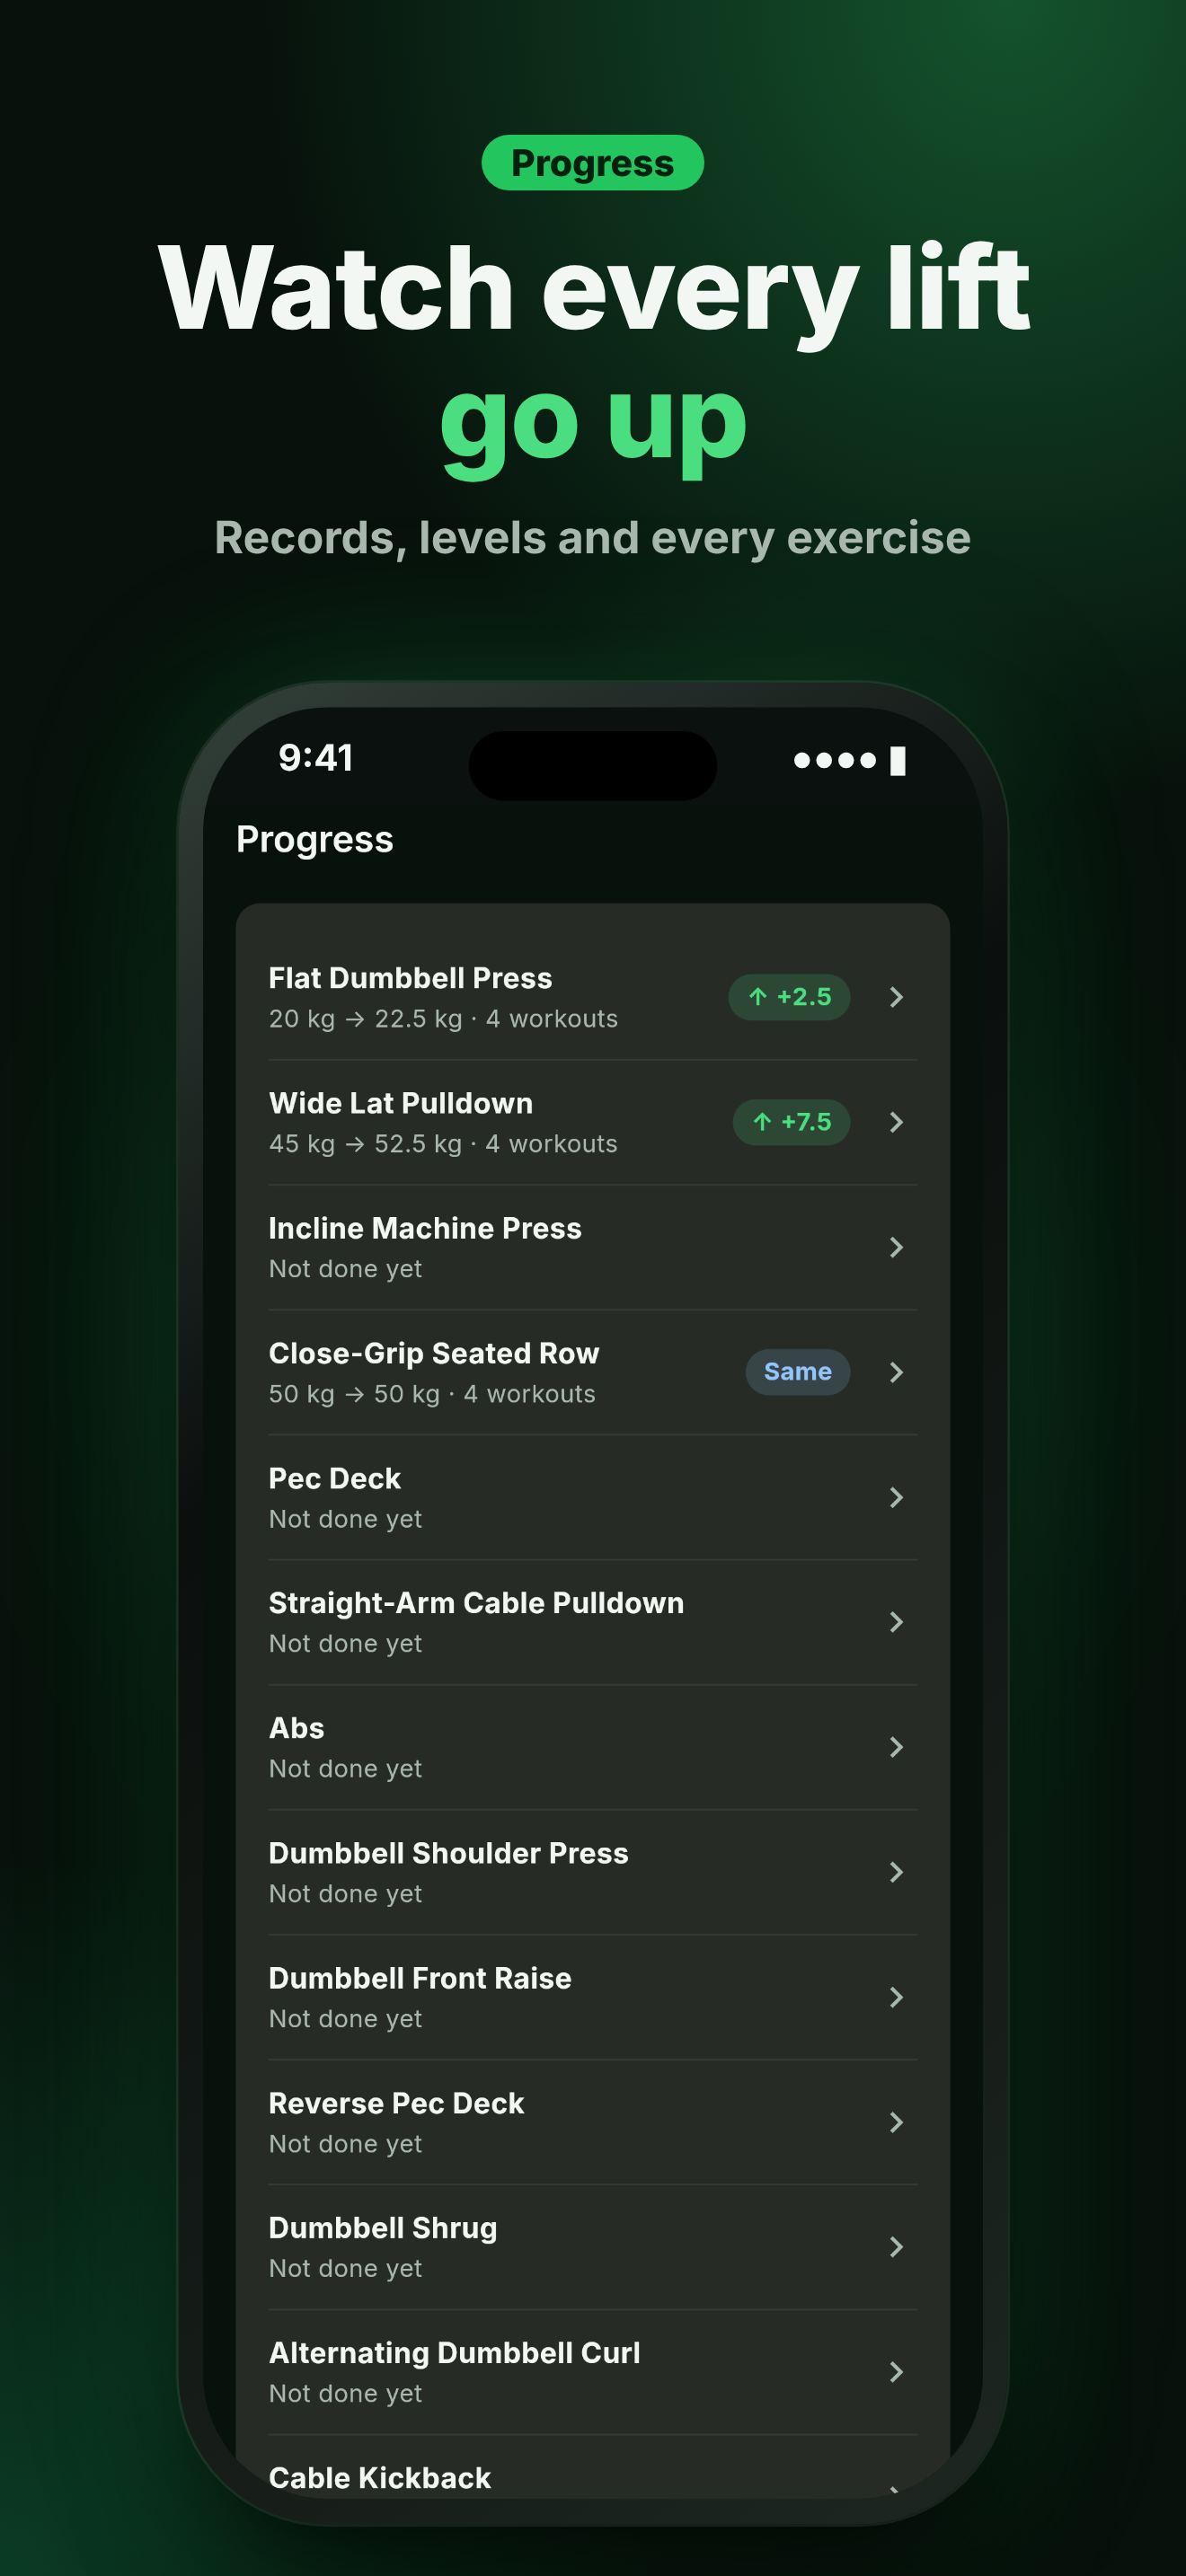 Progress
Watch every lift
go up
Records, levels and every exercise
9:41
Progress
Flat Dumbbell Press
20 kg → 22.5 kg · 4 workouts
↑ +2.5
Wide Lat Pulldown
45 kg → 52.5 kg · 4 workouts
↑ +7.5
Incline Machine Press
Not done yet
Close-Grip Seated Row
50 kg → 50 kg · 4 workouts
Same
Pec Deck
Not done yet
Straight-Arm Cable Pulldown
Not done yet
Abs
Not done yet
Dumbbell Shoulder Press
Not done yet
Dumbbell Front Raise
Not done yet
Reverse Pec Deck
Not done yet
Dumbbell Shrug
Not done yet
Alternating Dumbbell Curl
Not done yet
Cable Kickback